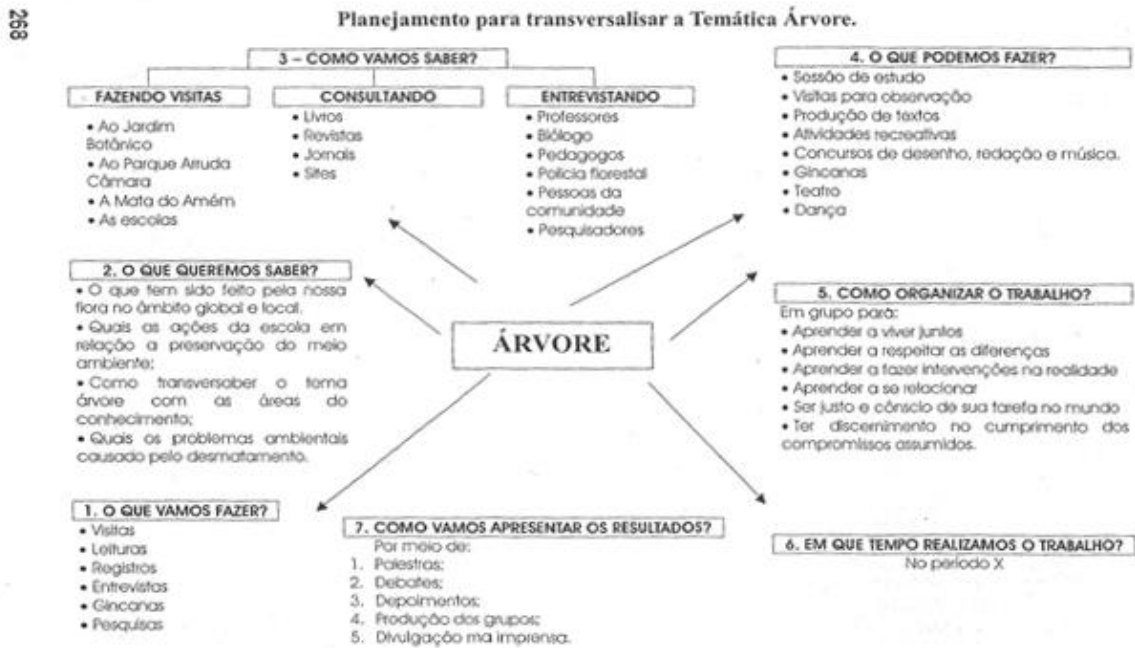 268
Planejamento para transversalisar a Temática Árvore.
3 – COMO VAMOS SABER?
FAZENDO VISITAS
• Ao Jardim
Botânico
• Ao Parque Arruda
Câmara
• A Mata do Amém
• As escolas
CONSULTANDO
• Livros
• Revistas
• Jornais
• Sites
ENTREVISTANDO
• Professores
• Biólogo
• Pedagogos
• Polícia florestal
• Pessoas da
comunidade
• Pesquisadores
4. O QUE PODEMOS FAZER?
• Sessão de estudo
• Visitas para observação
• Produção de textos
• Atividades recreativas
• Concursos de desenho, redação e música.
• Gincanas
• Teatro
• Dança
2. O QUE QUEREMOS SABER?
• O que tem sido feito pela nossa
flora no âmbito global e local.
• Quais as ações da escola em
relação a preservação do meio
ambiente;
• Como transversaber o tema
árvore com as áreas do
conhecimento;
• Quais os problemas ambientais
causado pelo desmatamento.
ÁRVORE
5. COMO ORGANIZAR O TRABALHO?
Em grupo para:
• Aprender a viver juntos
• Aprender a respeitar as diferenças
• Aprender a fazer intervenções na realidade
• Aprender a se relacionar
• Ser justo e cônscio de sua tarefa no mundo
• Ter discernimento no cumprimento dos
compromissos assumidos.
1. O QUE VAMOS FAZER?
• Visitas
• Leituras
• Registros
• Entrevistas
• Gincanas
• Pesquisas
7. COMO VAMOS APRESENTAR OS RESULTADOS?
Por meio de:
1. Palestras;
2. Debates;
3. Depoimentos;
4. Produção dos grupos;
5. Divulgação ma imprensa.
6. EM QUE TEMPO REALIZAMOS O TRABALHO?
No período X